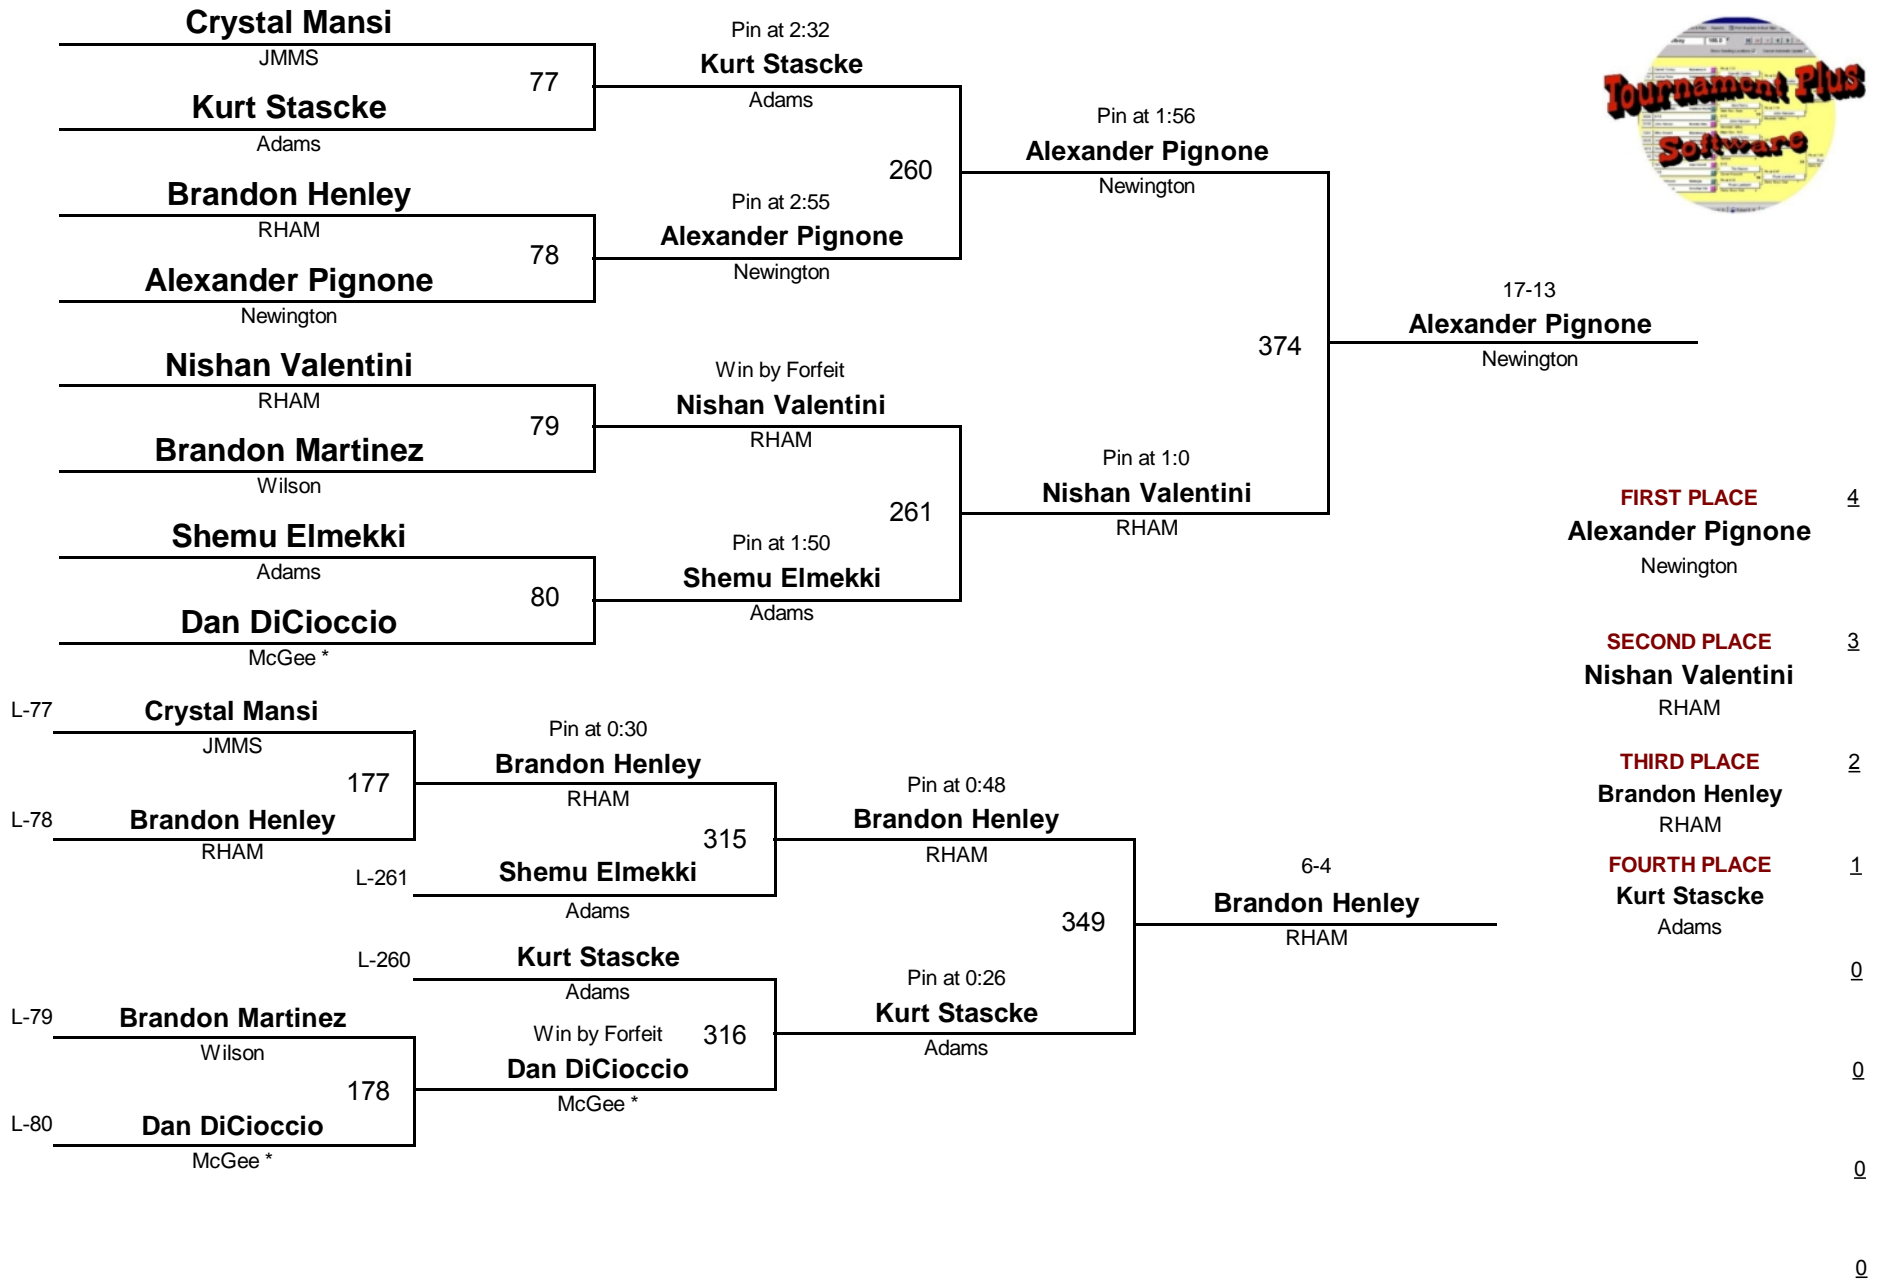 Crystal Mansi
JMMS
77
Kurt Stascke
Adams
Brandon Henley
RHAM
78
Alexander Pignone
Newington
Nishan Valentini
RHAM
79
Brandon Martinez
Wilson
Shemu Elmekki
Adams
80
Dan DiCioccio
McGee *
Pin at 2:32
Kurt Stascke
Adams
260
Pin at 2:55
Alexander Pignone
Newington
Win by Forfeit
Nishan Valentini
RHAM
261
Pin at 1:50
Shemu Elmekki
Adams
Pin at 1:56
Alexander Pignone
Newington
374
Pin at 1:0
Nishan Valentini
RHAM
17-13
Alexander Pignone
Newington
Tournament Plus
Software
FIRST PLACE 4
Alexander Pignone
Newington
SECOND PLACE 3
Nishan Valentini
RHAM
THIRD PLACE 2
Brandon Henley
RHAM
FOURTH PLACE 1
Kurt Stascke
Adams
0
0
0
0
L-77 Crystal Mansi
JMMS
177
L-78 Brandon Henley
RHAM
Pin at 0:30
Brandon Henley
RHAM
315
L-261 Shemu Elmekki
Adams
L-260 Kurt Stascke
Adams
316
Win by Forfeit
Dan DiCioccio
McGee *
L-79 Brandon Martinez
Wilson
178
L-80 Dan DiCioccio
McGee *
Pin at 0:48
Brandon Henley
RHAM
349
Pin at 0:26
Kurt Stascke
Adams
6-4
Brandon Henley
RHAM